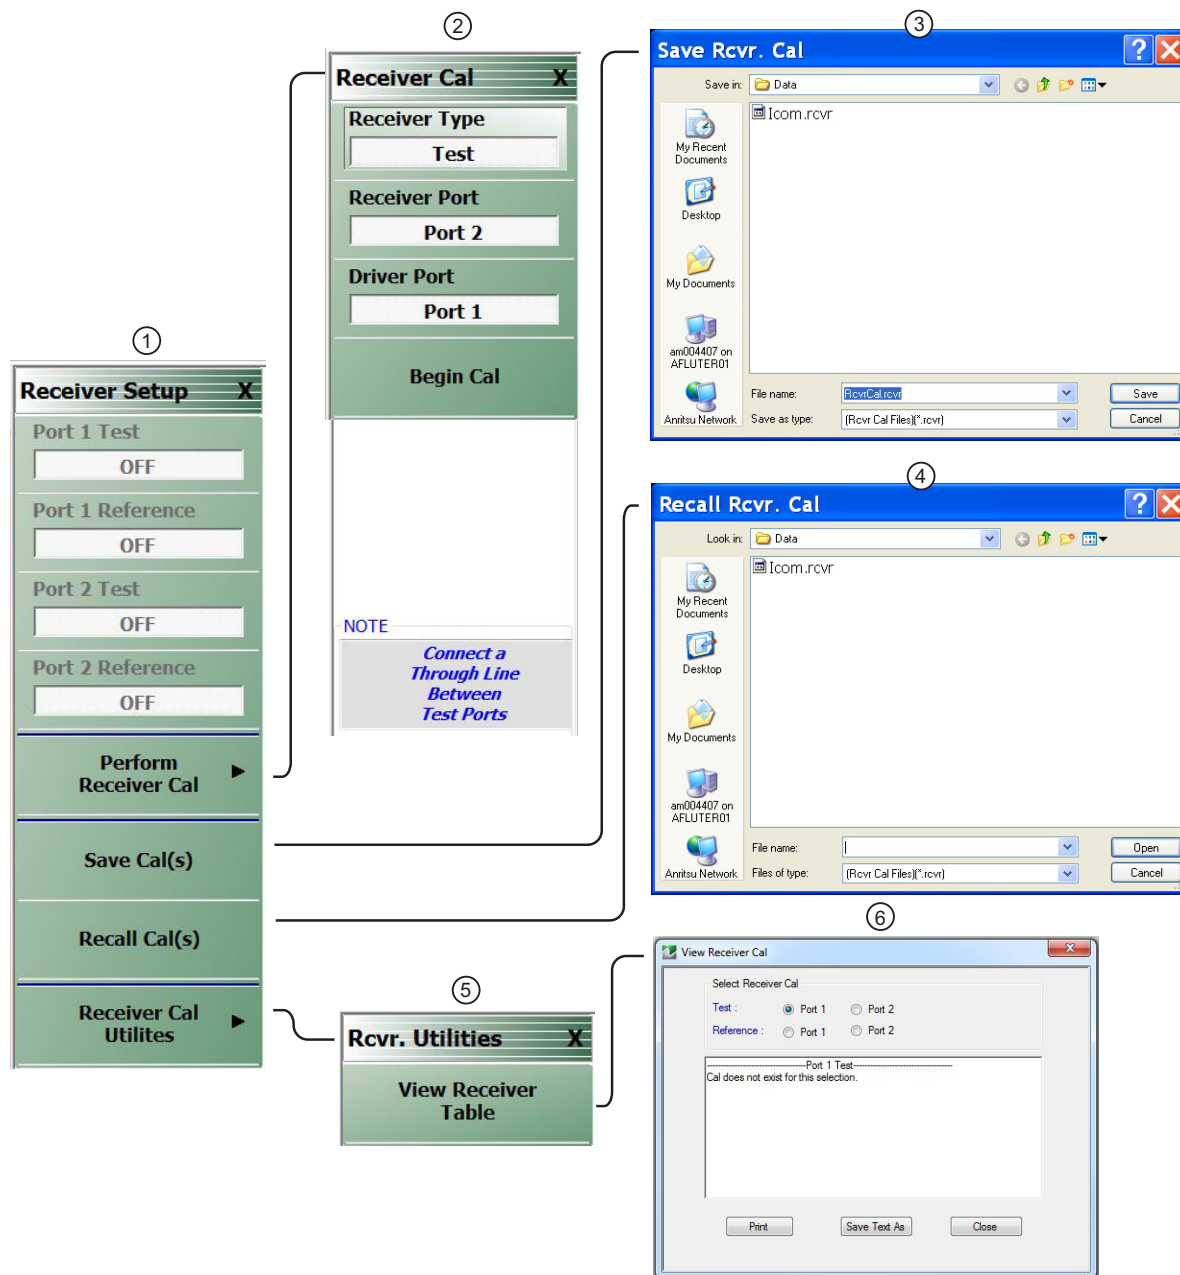 1
Receiver Setup X
Port 1 Test
OFF
Port 1 Reference
OFF
Port 2 Test
OFF
Port 2 Reference
OFF
Perform
Receiver Cal
Save Cal(s)
Recall Cal(s)
Receiver Cal
Utilites
2
Receiver Cal X
Receiver Type
Test
Receiver Port
Port 2
Driver Port
Port 1
Begin Cal
NOTE
Connect a
Through Line
Between
Test Ports
3
Save Rcvr. Cal
Save in: Data
Icom.rcvr
My Recent
Documents
Desktop
My Documents
am004407 on
AFLUTER01
Anritsu Network
File name: RcvrCal.rcvr Save
Save as type: (Rcvr Cal Files)(*.rcvr) Cancel
4
Recall Rcvr. Cal
Look in: Data
Icom.rcvr
My Recent
Documents
Desktop
My Documents
am004407 on
AFLUTER01
Anritsu Network
File name: Open
Files of type: (Rcvr Cal Files)(*.rcvr) Cancel
5
Rcvr. Utilities X
View Receiver
Table
6
View Receiver Cal
Select Receiver Cal
Test : Port 1 Port 2
Reference : Port 1 Port 2
Port 1 Test
Cal does not exist for this selection.
Print Save Text As Close